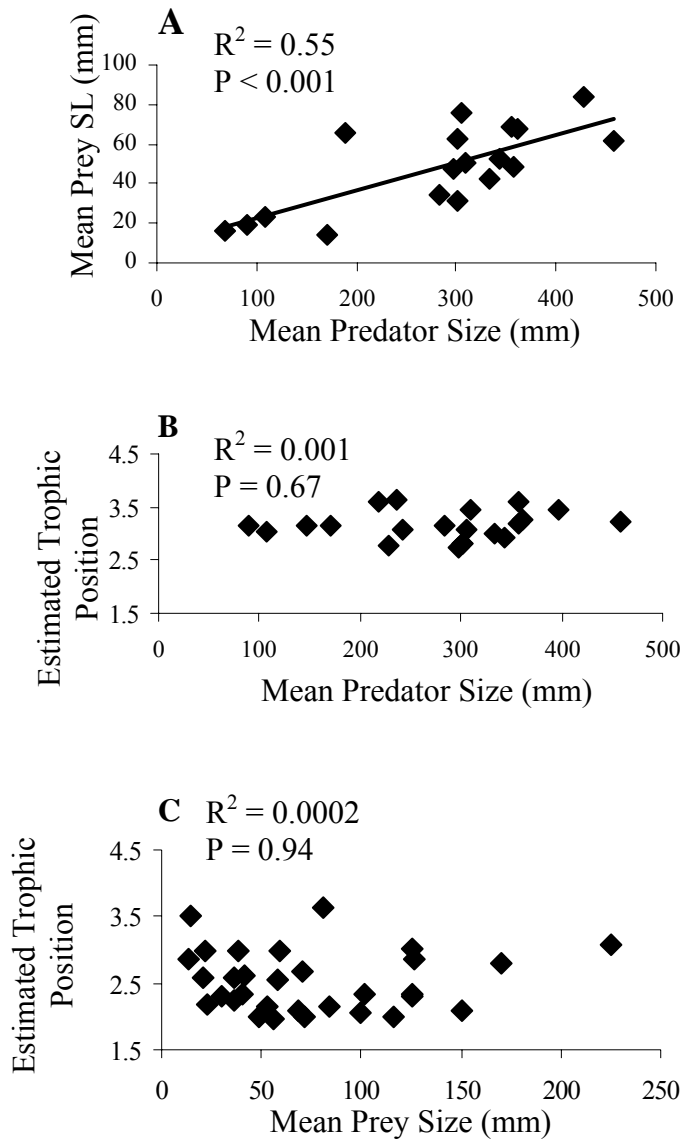 A
R² = 0.55
P < 0.001
Mean Prey SL (mm)
100
80
60
40
20
0
0 100 200 300 400 500
Mean Predator Size (mm)
B
R² = 0.001
P = 0.67
Estimated Trophic
Position
4.5
3.5
2.5
1.5
0 100 200 300 400 500
Mean Predator Size (mm)
C
R² = 0.0002
P = 0.94
Estimated Trophic
Position
4.5
3.5
2.5
1.5
0 50 100 150 200 250
Mean Prey Size (mm)